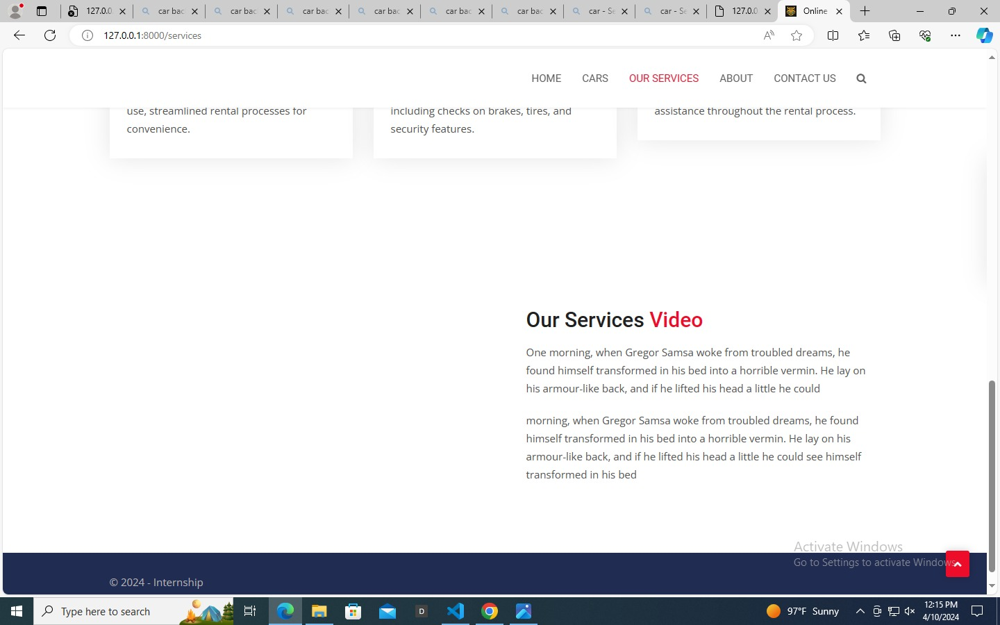 127.0.0
car bac
car bac
car bac
car bac
car bac
car bac
car - Se
car - Se
127.0.0
Online
127.0.0.1:8000/services
HOME
CARS
OUR SERVICES
ABOUT
CONTACT US
use, streamlined rental processes for
convenience.
including checks on brakes, tires, and
security features.
assistance throughout the rental process.
Our Services Video
One morning, when Gregor Samsa woke from troubled dreams, he
found himself transformed in his bed into a horrible vermin. He lay on
his armour-like back, and if he lifted his head a little he could
morning, when Gregor Samsa woke from troubled dreams, he found
himself transformed in his bed into a horrible vermin. He lay on his
armour-like back, and if he lifted his head a little he could see himself
transformed in his bed
Activate Windows
Go to Settings to activate Windows.
© 2024 - Internship
Type here to search
D
97°F Sunny
12:15 PM
4/10/2024